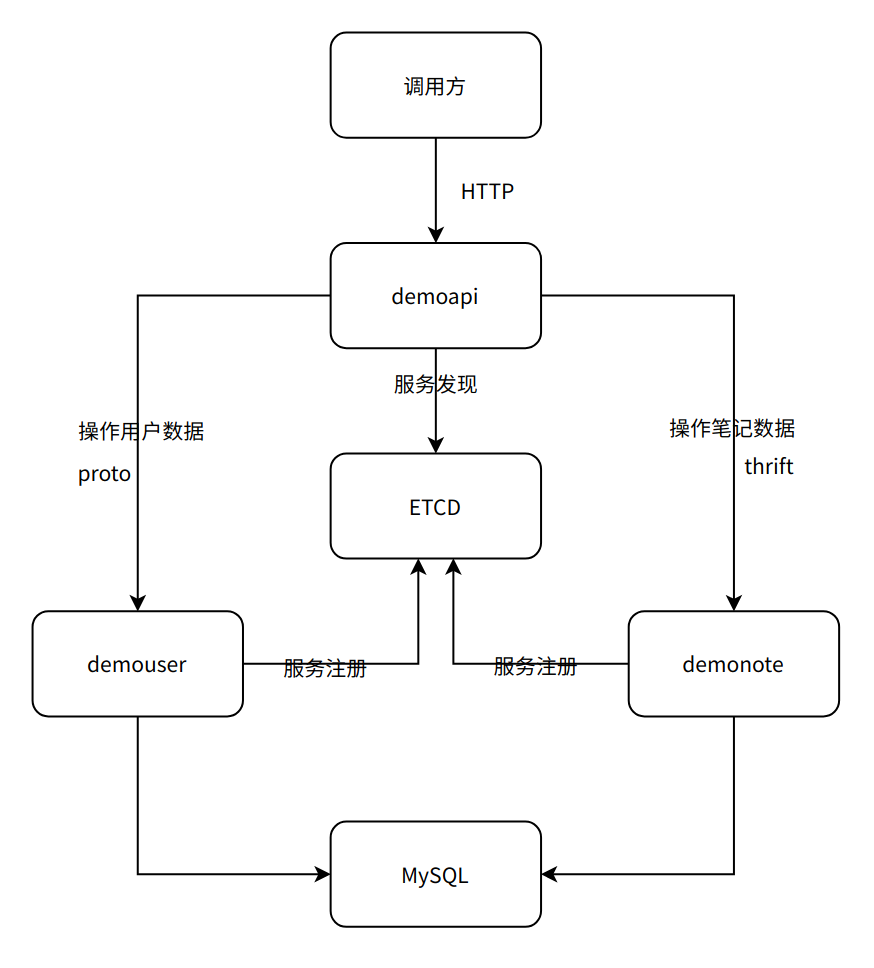 调用方
HTTP
demoapi
服务发现
操作用户数据
proto
操作笔记数据
thrift
ETCD
demouser
服务注册
服务注册
demonote
MySQL